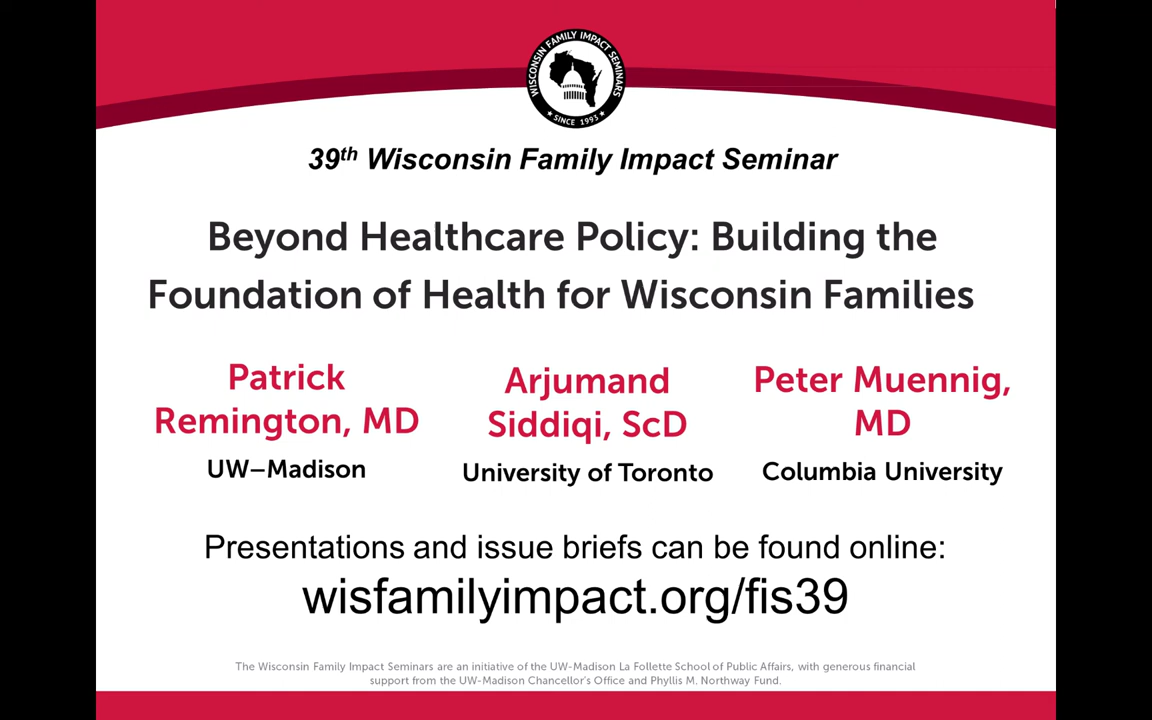 WISCONSIN FAMILY IMPACT SEMINARS
★ SINCE 1993 ★
39th Wisconsin Family Impact Seminar
Beyond Healthcare Policy: Building the
Foundation of Health for Wisconsin Families
Patrick
Remington, MD
UW–Madison
Arjumand
Siddiqi, ScD
University of Toronto
Peter Muennig,
MD
Columbia University
Presentations and issue briefs can be found online:
wisfamilyimpact.org/fis39
The Wisconsin Family Impact Seminars are an initiative of the UW-Madison La Follette School of Public Affairs, with generous financial
support from the UW-Madison Chancellor's Office and Phyllis M. Northway Fund.